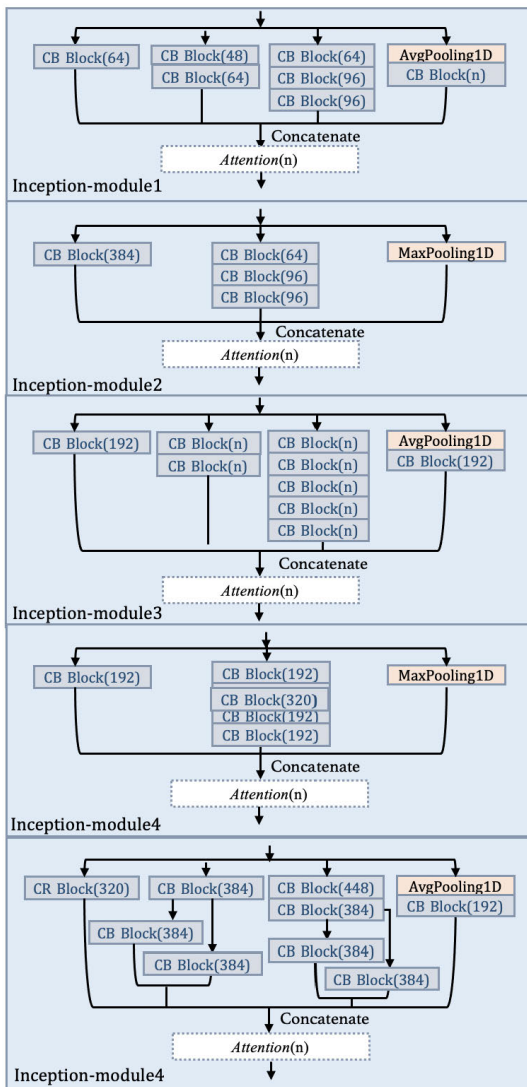 CB Block(64)
CB Block(48)
CB Block(64)
CB Block(64)
CB Block(96)
CB Block(96)
AvgPooling1D
CB Block(n)
Concatenate
Attention(n)
Inception-module1
CB Block(384)
CB Block(64)
CB Block(96)
CB Block(96)
MaxPooling1D
Concatenate
Attention(n)
Inception-module2
CB Block(192)
CB Block(n)
CB Block(n)
CB Block(n)
CB Block(n)
CB Block(n)
CB Block(n)
CB Block(n)
AvgPooling1D
CB Block(192)
Concatenate
Attention(n)
Inception-module3
CB Block(192)
CB Block(192)
CB Block(320)
CB Block(192)
CB Block(192)
MaxPooling1D
Concatenate
Attention(n)
Inception-module4
CR Block(320)
CB Block(384)
CB Block(384)
CB Block(384)
CB Block(448)
CB Block(384)
CB Block(384)
CB Block(384)
AvgPooling1D
CB Block(192)
Concatenate
Attention(n)
Inception-module4